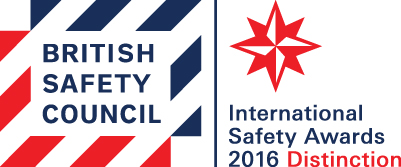 BRITISH
SAFETY
COUNCIL
International
Safety Awards
2016 Distinction